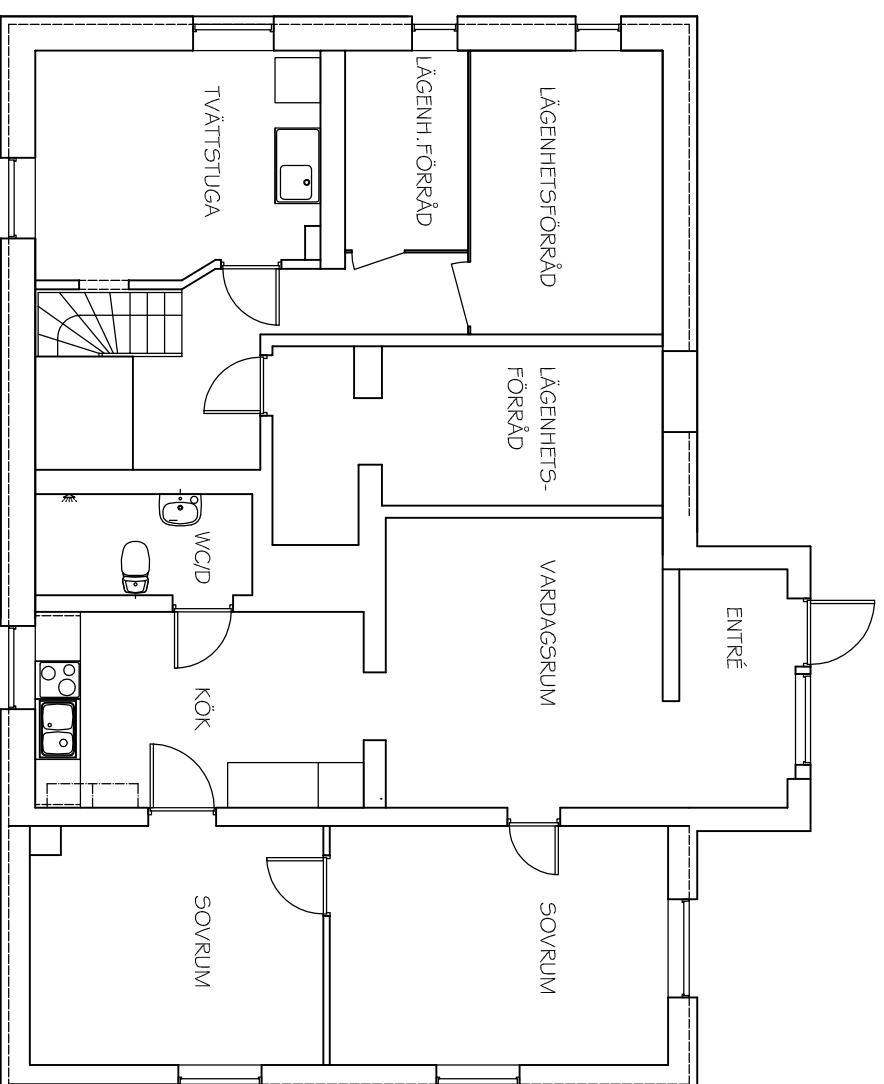 TVÄTTSTUGA
LÄGENH.FÖRRÅD
LÄGENHETSFÖRRÅD
LÄGENHETS-
FÖRRÅD
WC/D
VARDAGSRUM
ENTRÉ
KÖK
SOVRUM
SOVRUM